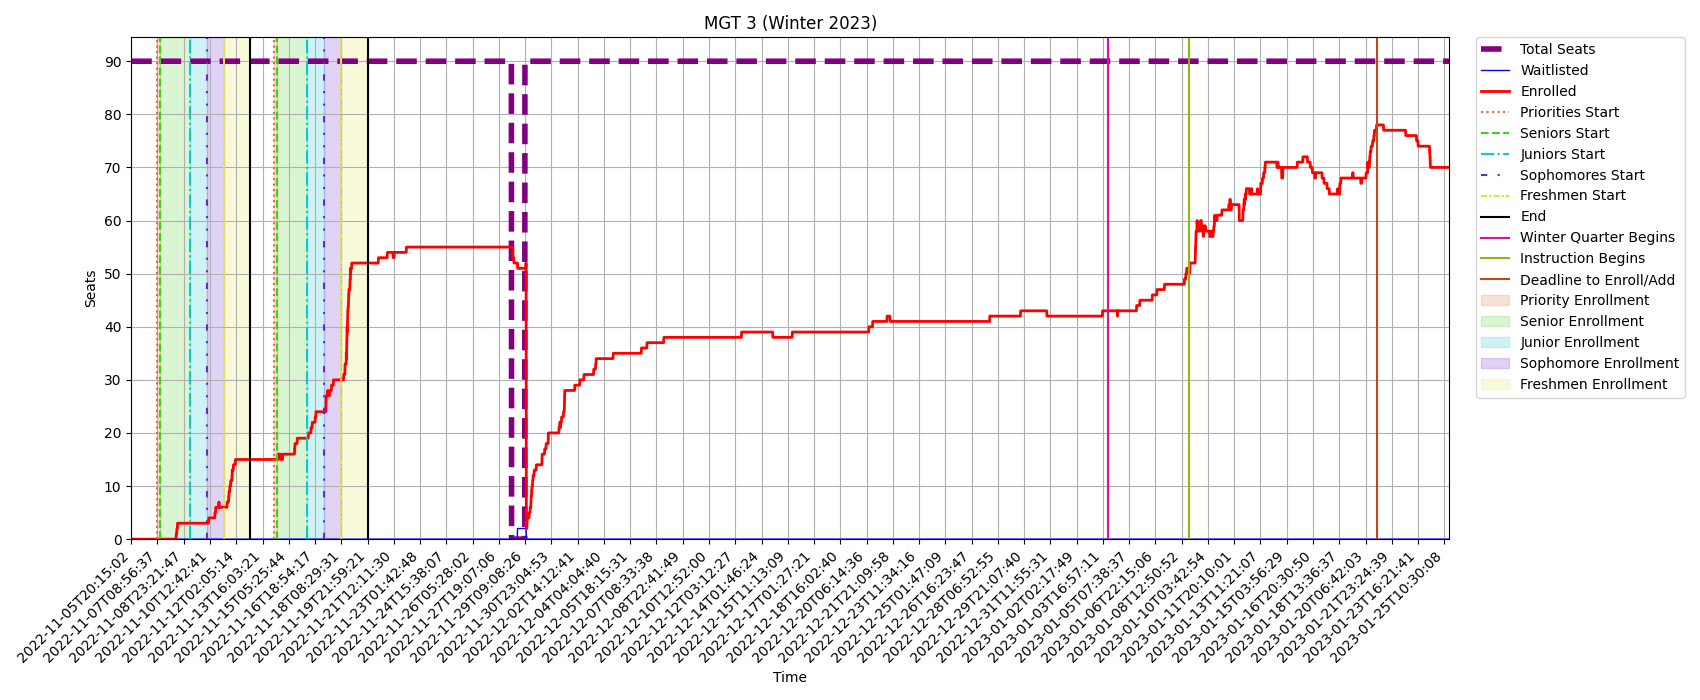 MGT 3 (Winter 2023)
Seats
90
80
70
60
50
40
30
20
10
0
2022-11-05T20:15:02
2022-11-07T08:56:37
2022-11-08T23:21:47
2022-11-10T12:42:41
2022-11-12T02:05:14
2022-11-13T16:03:21
2022-11-15T05:25:44
2022-11-16T18:54:17
2022-11-18T08:29:31
2022-11-19T21:59:21
2022-11-21T12:11:30
2022-11-23T01:42:48
2022-11-24T15:38:07
2022-11-26T05:28:02
2022-11-27T19:07:06
2022-11-29T09:08:26
2022-11-30T23:04:53
2022-12-02T14:12:41
2022-12-04T04:04:40
2022-12-05T18:15:31
2022-12-07T08:33:38
2022-12-08T22:41:49
2022-12-10T12:52:00
2022-12-12T03:12:27
2022-12-14T01:46:24
2022-12-15T11:13:09
2022-12-17T01:27:21
2022-12-18T16:02:40
2022-12-20T06:14:36
2022-12-21T21:09:58
2022-12-23T11:34:16
2022-12-25T01:47:09
2022-12-26T16:23:47
2022-12-28T06:52:55
2022-12-29T21:07:40
2022-12-31T11:55:31
2023-01-02T02:17:49
2023-01-03T16:57:11
2023-01-05T07:38:37
2023-01-06T22:15:06
2023-01-08T12:50:52
2023-01-10T03:42:54
2023-01-11T20:10:01
2023-01-13T11:21:07
2023-01-15T03:56:29
2023-01-16T20:30:50
2023-01-18T13:36:37
2023-01-20T06:42:03
2023-01-21T23:24:39
2023-01-23T16:21:41
2023-01-25T10:30:08
Time
Total Seats
Waitlisted
Enrolled
Priorities Start
Seniors Start
Juniors Start
Sophomores Start
Freshmen Start
End
Winter Quarter Begins
Instruction Begins
Deadline to Enroll/Add
Priority Enrollment
Senior Enrollment
Junior Enrollment
Sophomore Enrollment
Freshmen Enrollment